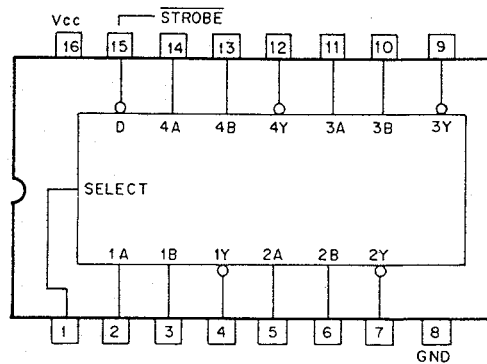 STROBE
Vcc
16 15 14 13 12 11 10 9
D 4A 4B 4Y 3A 3B 3Y
SELECT
1A 1B 1Y 2A 2B 2Y
1 2 3 4 5 6 7 8
GND